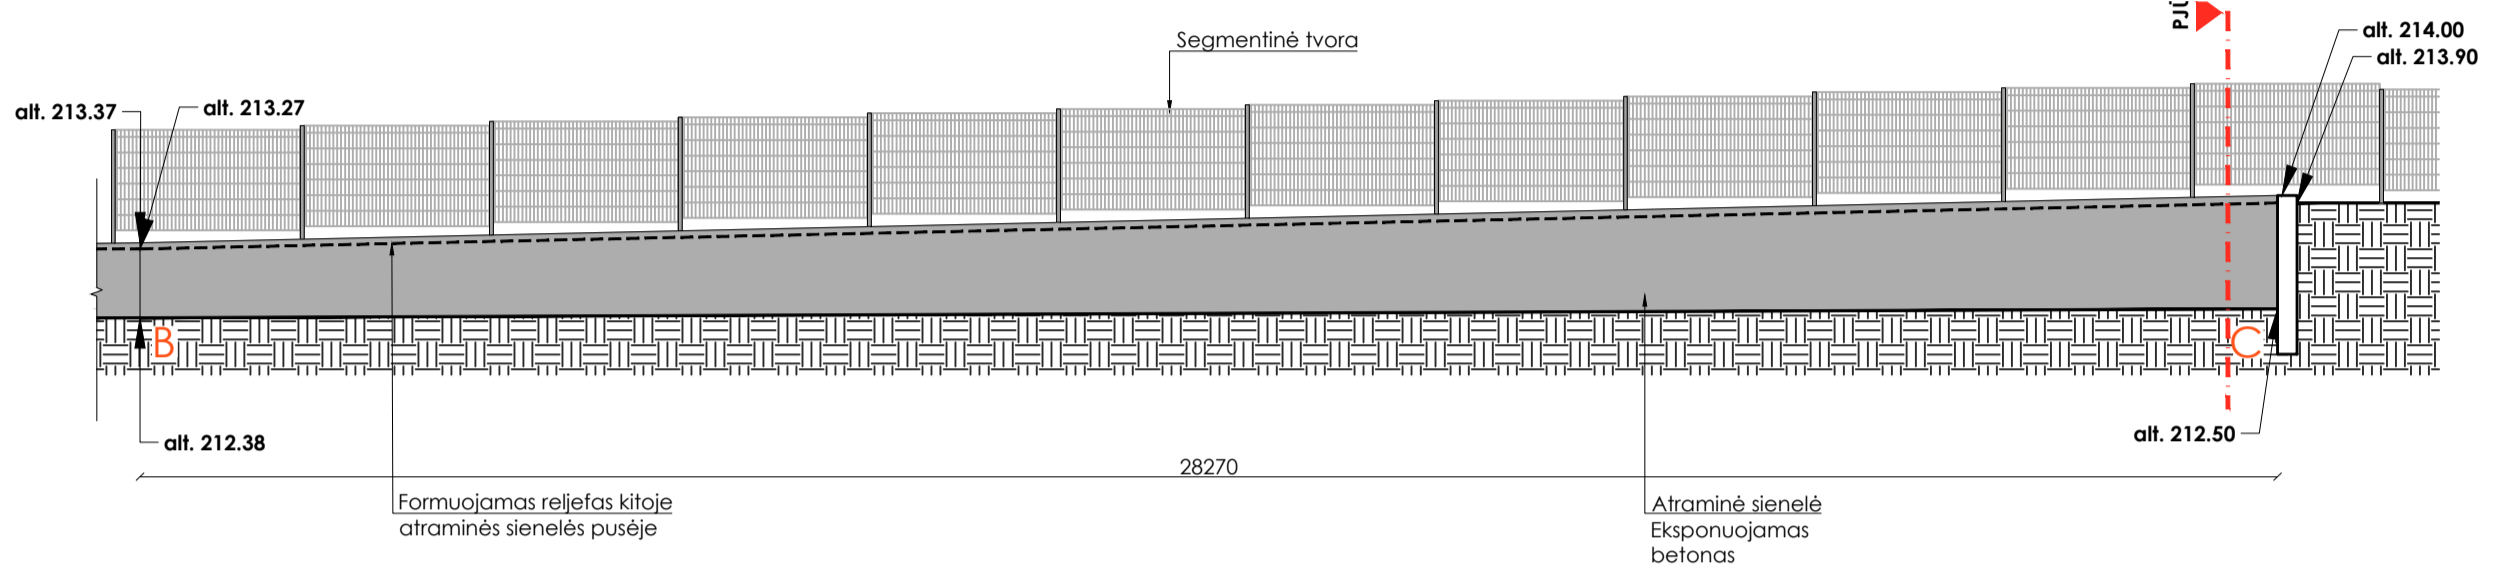 PJŪ
alt. 214.00
alt. 213.90
Segmentinė tvora
alt. 213.37
alt. 213.27
B
C
alt. 212.38
alt. 212.50
28270
Formuojamas reljefas kitoje
atraminės sienelės pusėje
Atraminė sienelė
Eksponuojamas
betonas